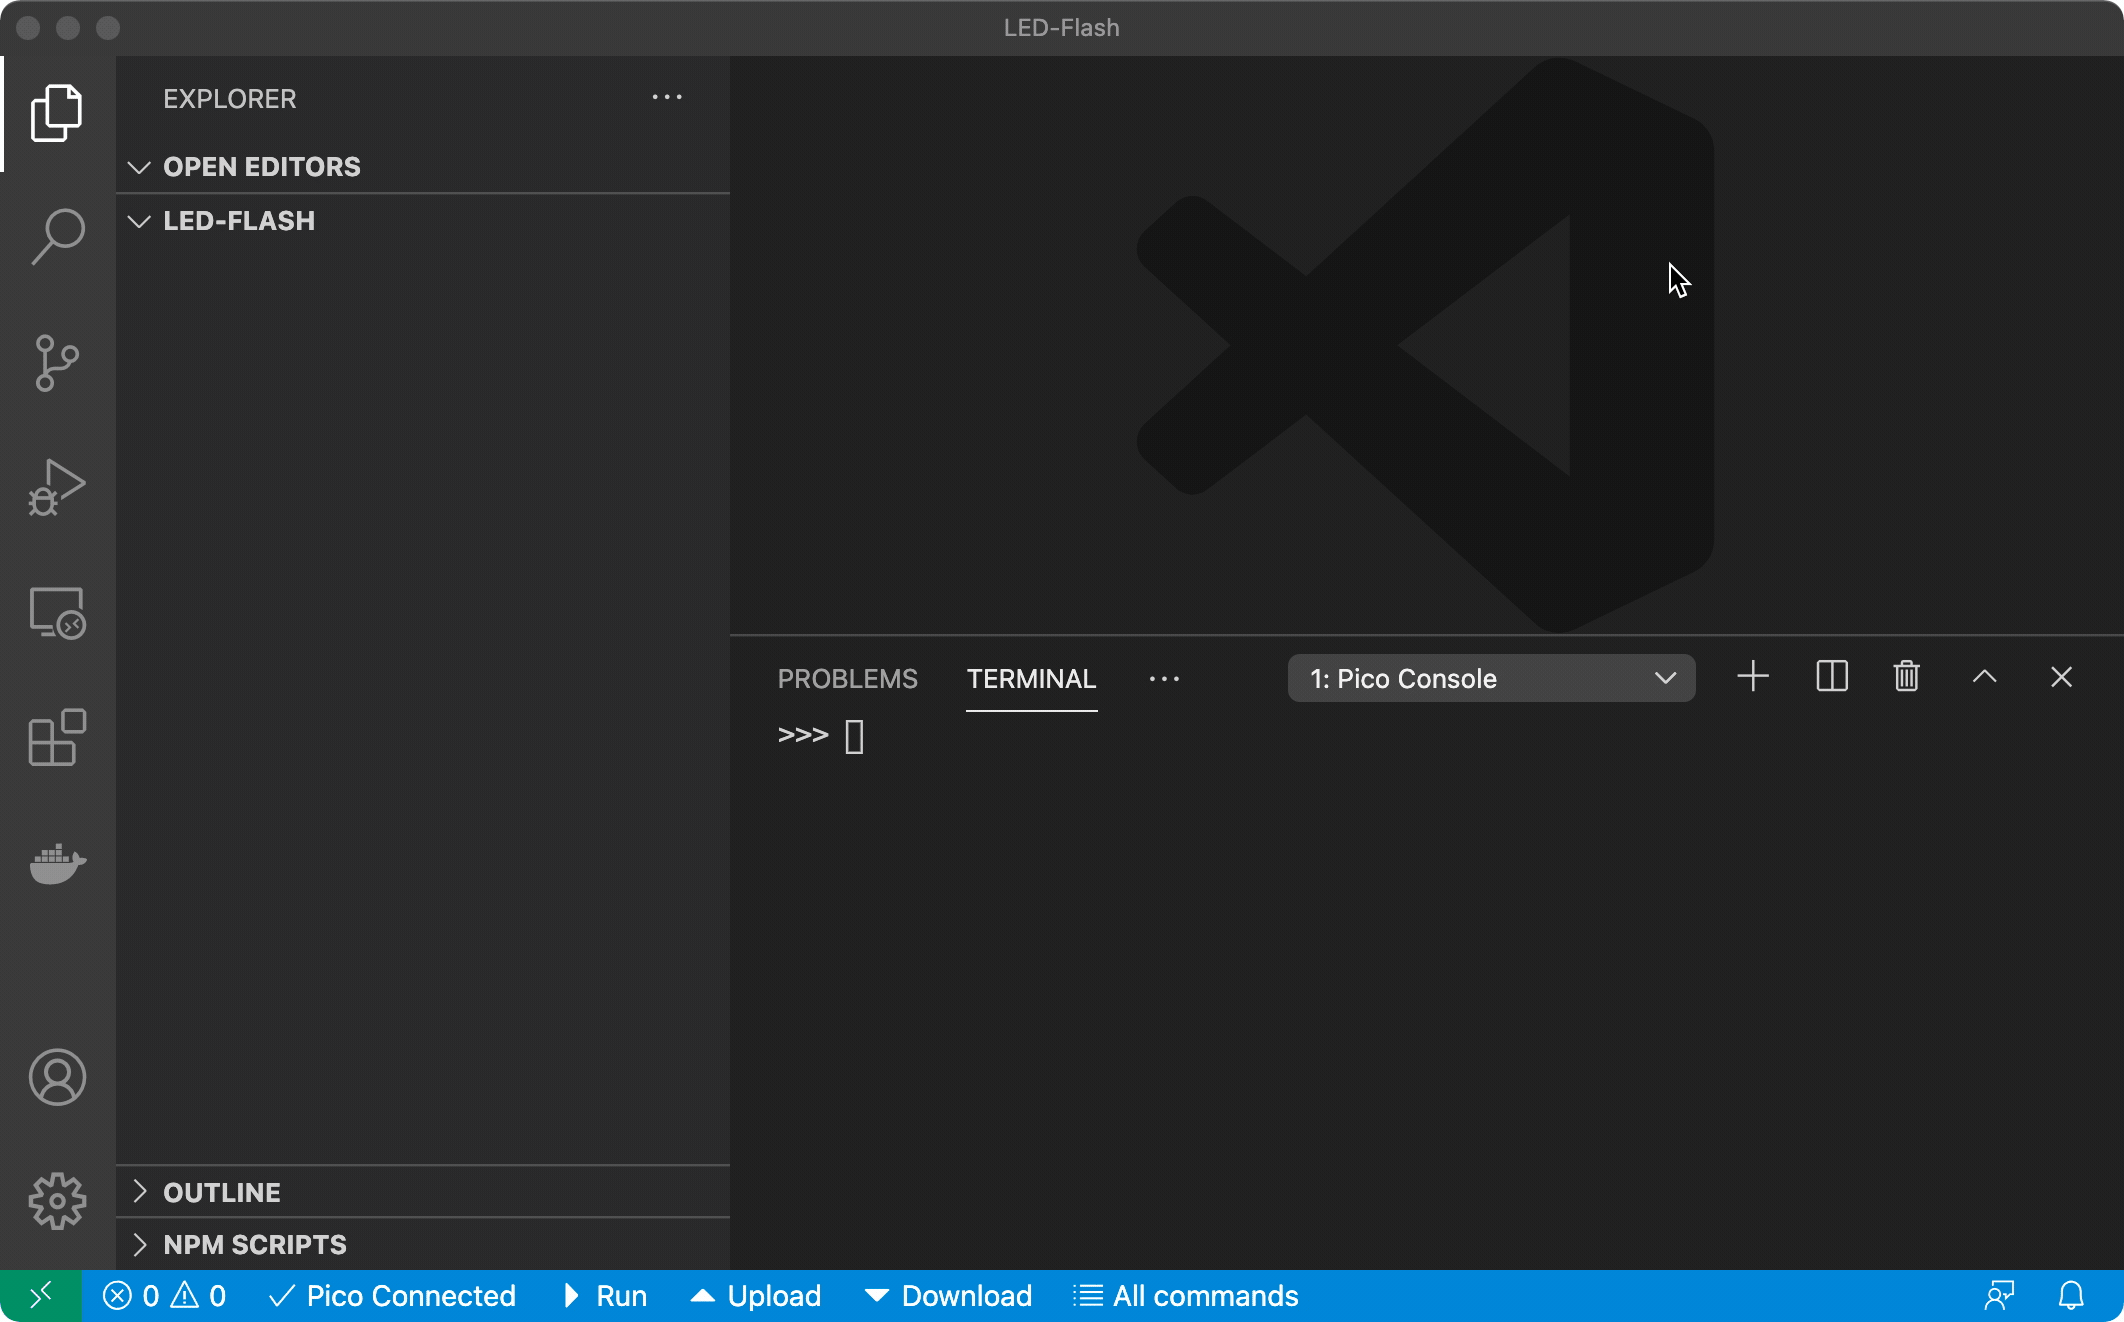 LED-Flash
EXPLORER
OPEN EDITORS
LED-FLASH
OUTLINE
NPM SCRIPTS
PROBLEMS TERMINAL 1: Pico Console
>>>
0 0 Pico Connected Run Upload Download All commands